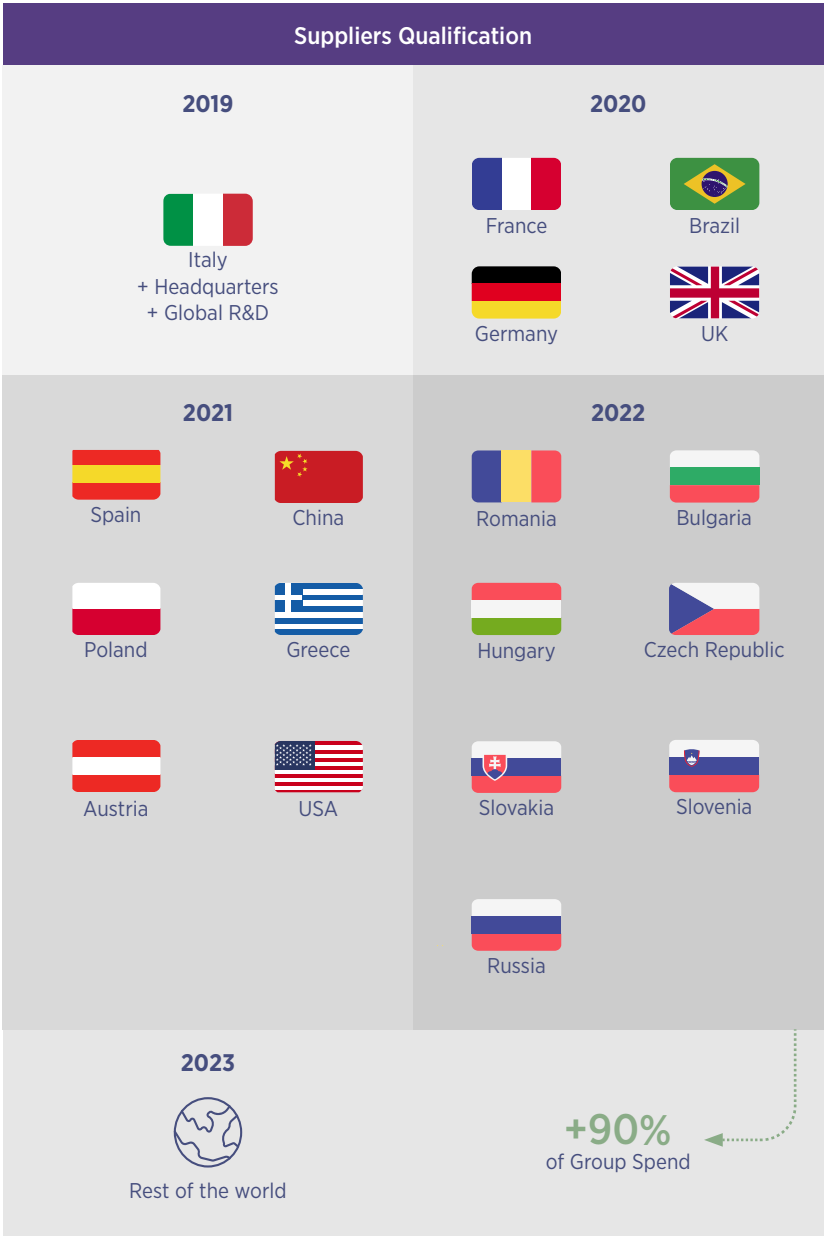 Suppliers Qualification
2019
Italy
+ Headquarters
+ Global R&D
2020
France
Brazil
Germany
UK
2021
Spain
China
Poland
Greece
Austria
USA
2022
Romania
Bulgaria
Hungary
Czech Republic
Slovakia
Slovenia
Russia
2023
Rest of the world
+90%
of Group Spend